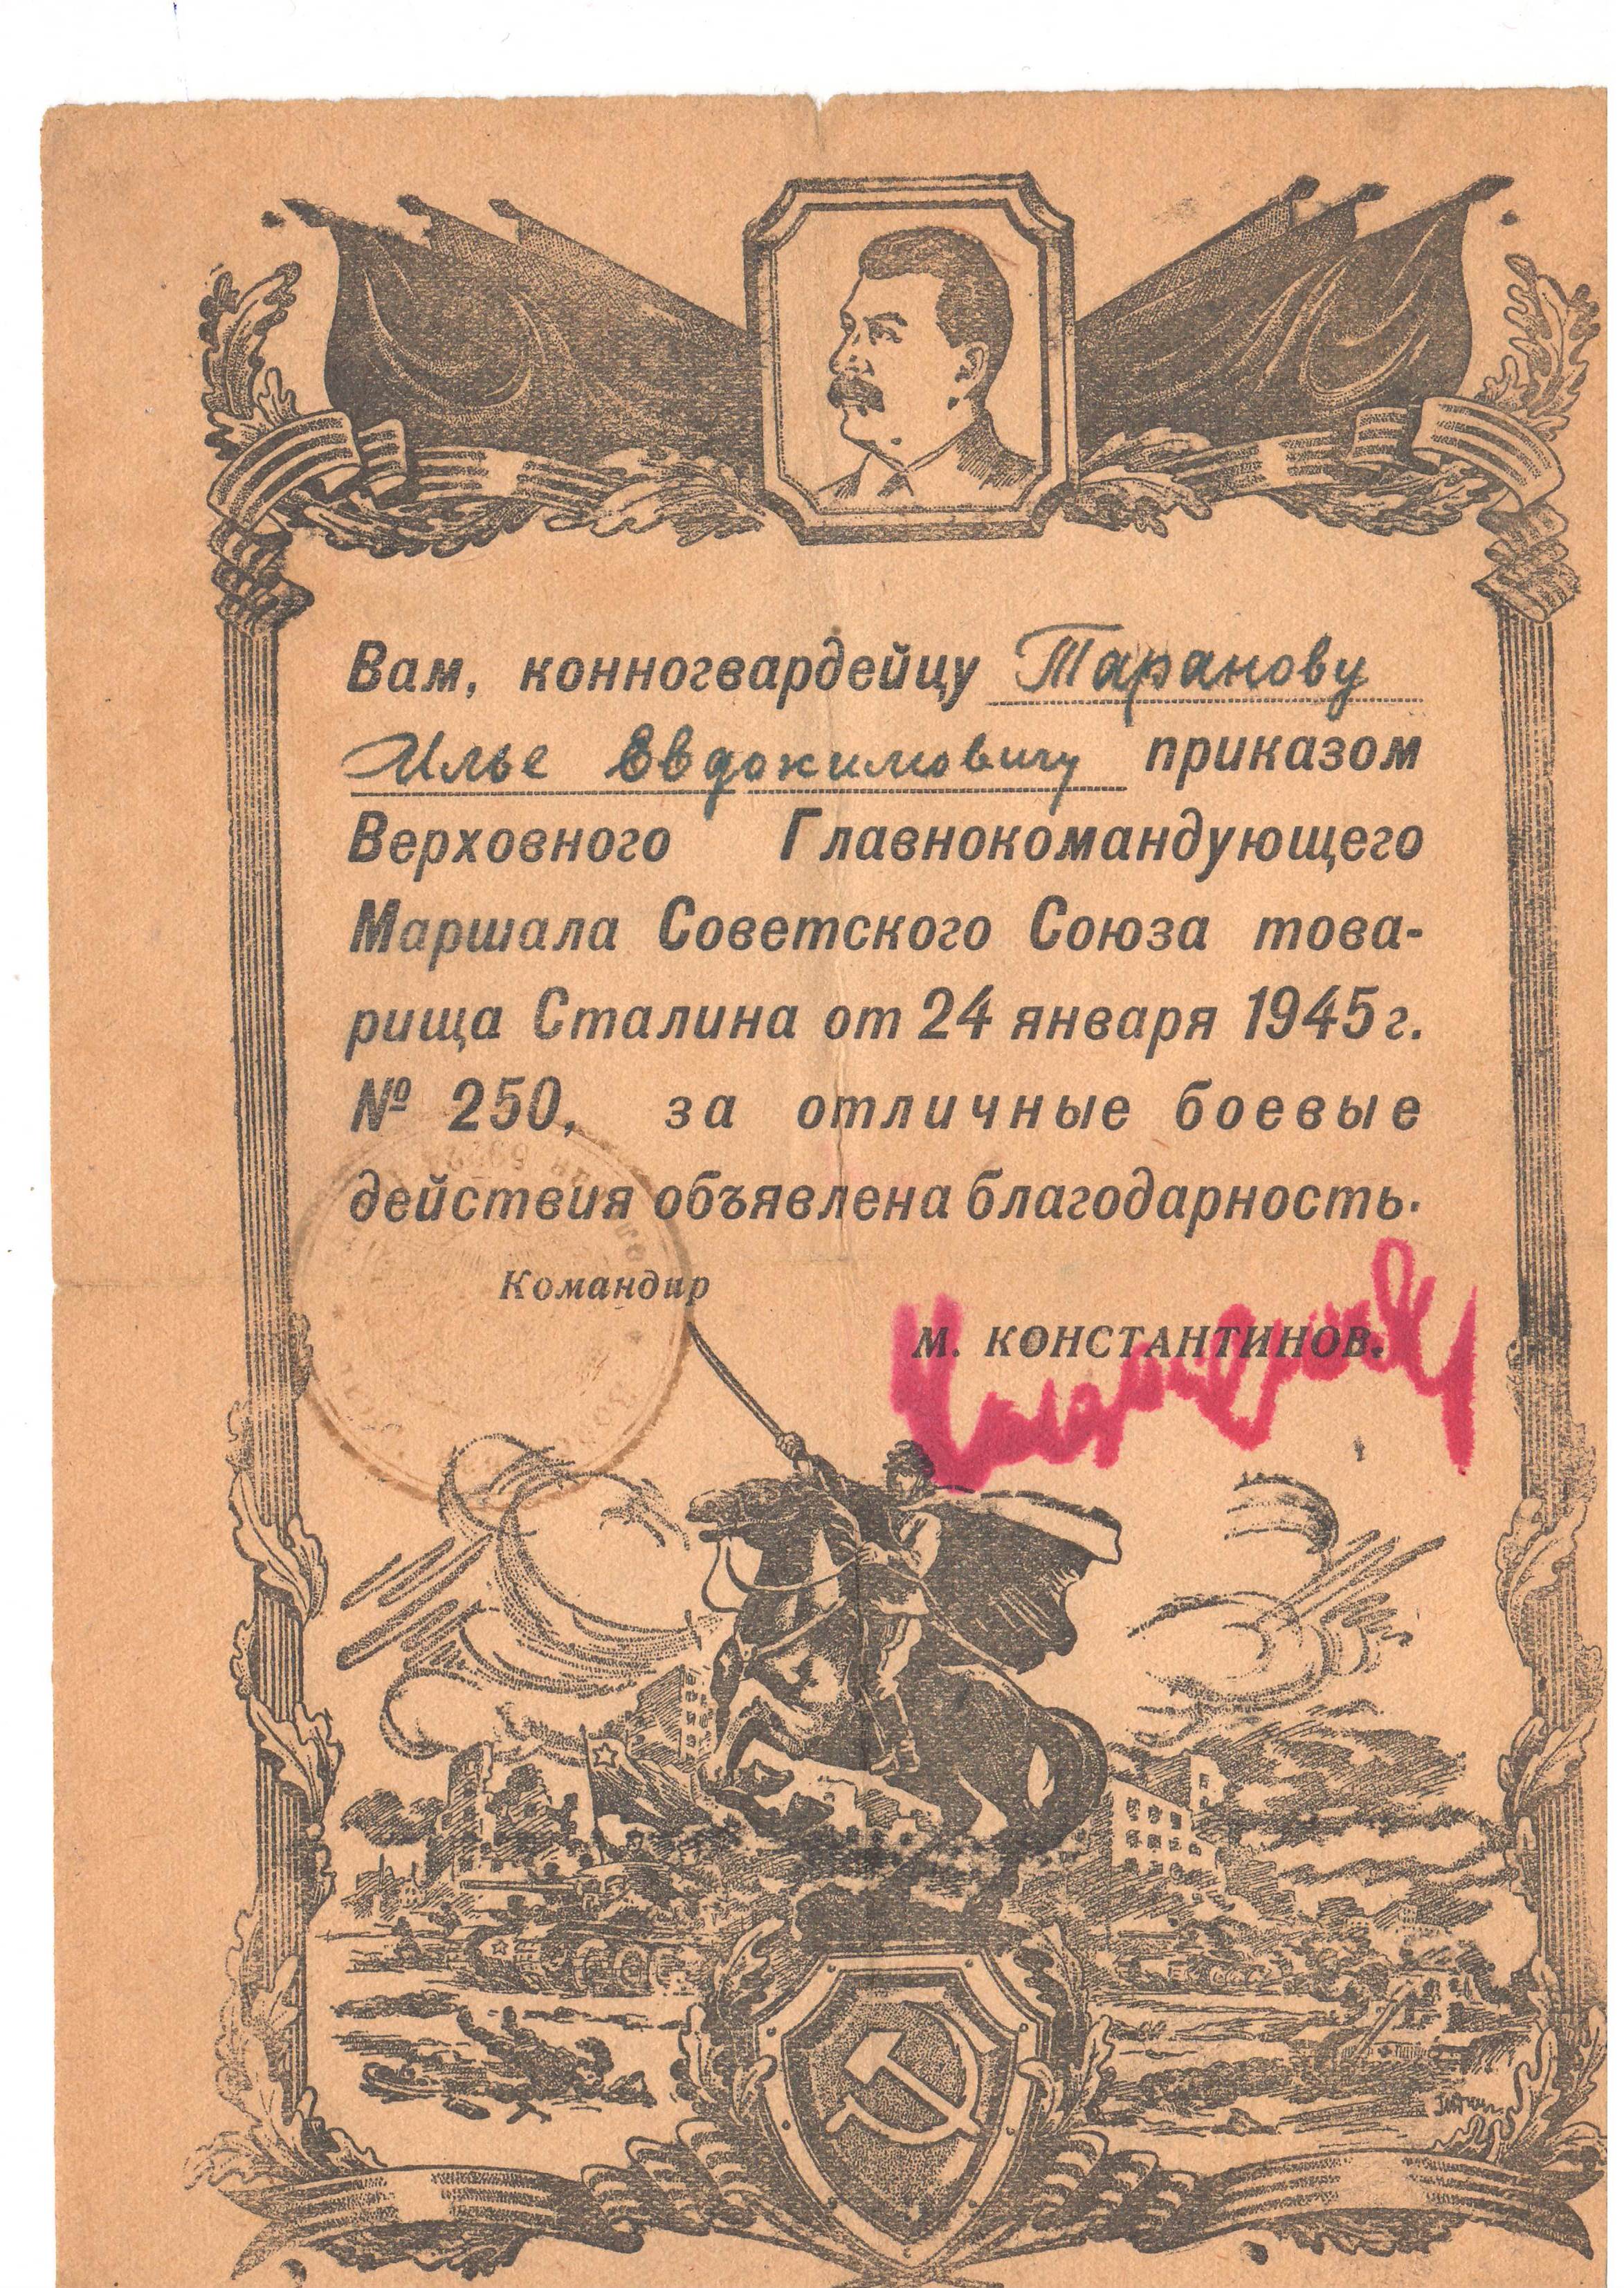 Вам, конногвардейцу Таранову
Илье Евдокимовичу приказом
Верховного Главнокомандующего
Маршала Советского Союза това-
рища Сталина от 24 января 1945 г.
№ 250, за отличные боевые
действия объявлена благодарность.
Командир
М. КОНСТАНТИНОВ.